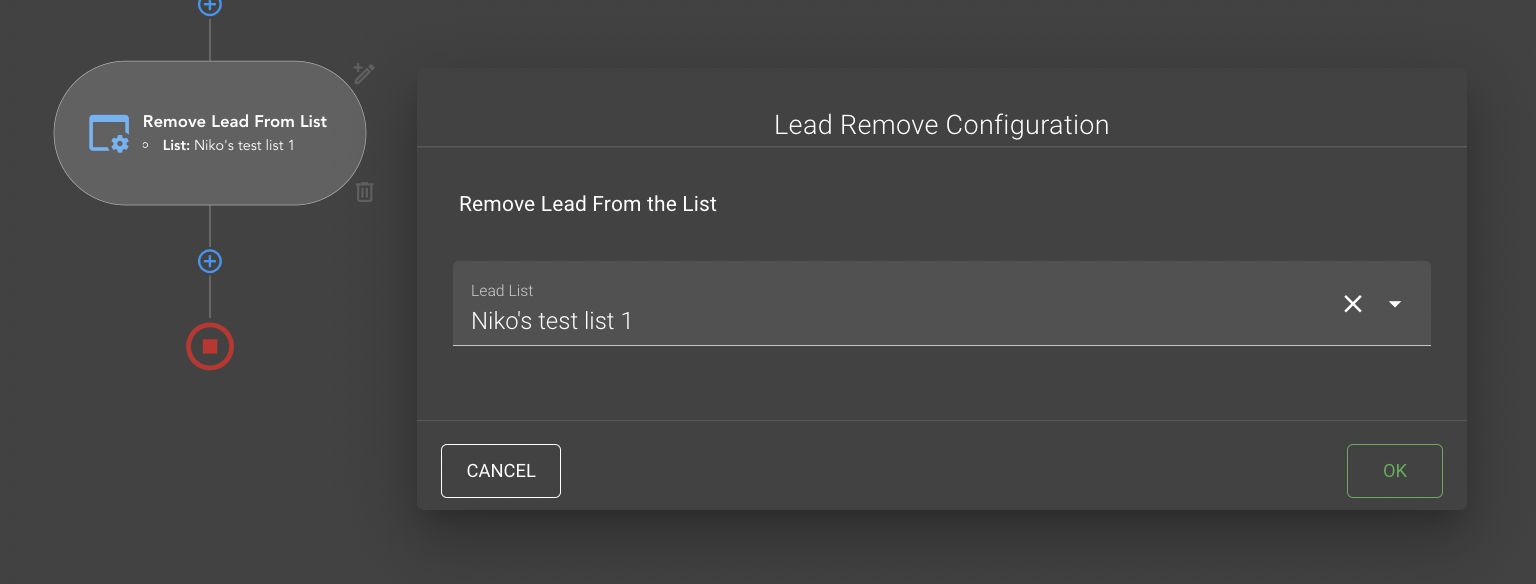 Remove Lead From List
List: Niko's test list 1
Lead Remove Configuration
Remove Lead From the List
Lead List
Niko's test list 1
CANCEL
OK